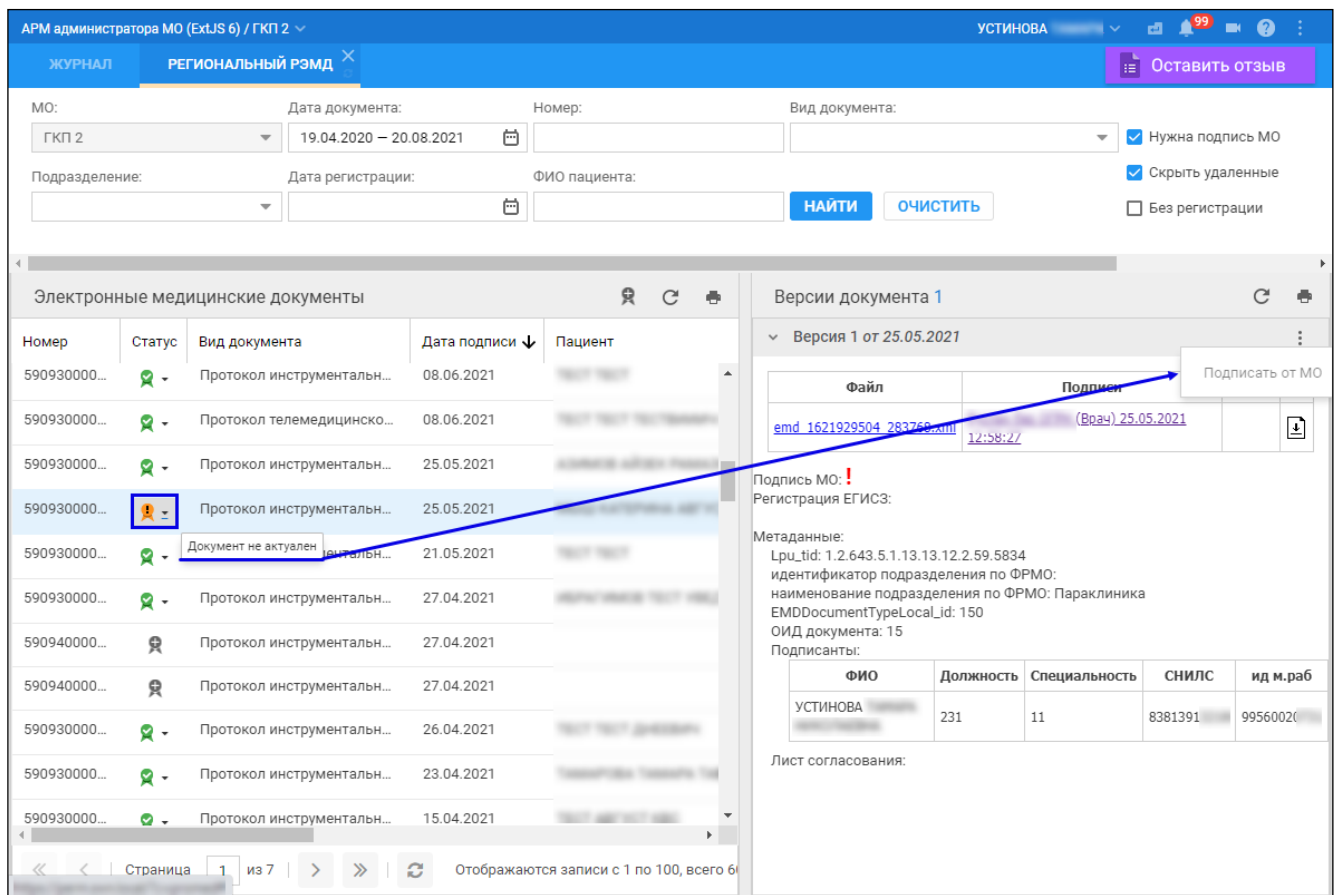 АРМ администратора МО (ExtJS 6) / ГКП 2 УСТИНОВА 99
ЖУРНАЛ РЕГИОНАЛЬНЫЙ РЭМД Оставить отзыв
МО: Дата документа: Номер: Вид документа:
ГКП 2 19.04.2020 — 20.08.2021 Нужна подпись МО
Подразделение: Дата регистрации: ФИО пациента: Скрыть удаленные
НАЙТИ ОЧИСТИТЬ Без регистрации
Электронные медицинские документы
Номер Статус Вид документа Дата подписи Пациент
590930000... Протокол инструментальн... 08.06.2021
590930000... Протокол телемедицинско... 08.06.2021
590930000... Протокол инструментальн... 25.05.2021
590930000... Протокол инструментальн... 25.05.2021
Документ не актуален
590930000... 21.05.2021
590930000... Протокол инструментальн... 27.04.2021
590940000... Протокол инструментальн... 27.04.2021
590940000... Протокол инструментальн... 27.04.2021
590930000... Протокол инструментальн... 26.04.2021
590930000... Протокол инструментальн... 23.04.2021
590930000... Протокол инструментальн... 15.04.2021
Страница 1 из 7 Отображаются записи с 1 по 100, всего
Версии документа 1
Версия 1 от 25.05.2021
Подписать от МО
Файл Подписи
emd_1621929504_283768.xml (Врач) 25.05.2021
12:58:27
Подпись МО: !
Регистрация ЕГИСЗ:
Метаданные:
Lpu_tid: 1.2.643.5.1.13.13.12.2.59.5834
идентификатор подразделения по ФРМО:
наименование подразделения по ФРМО: Параклиника
EMDDocumentTypeLocal_id: 150
ОИД документа: 15
Подписанты:
ФИО Должность Специальность СНИЛС ид м.раб
УСТИНОВА 231 11 8381391 99560020
Лист согласования: